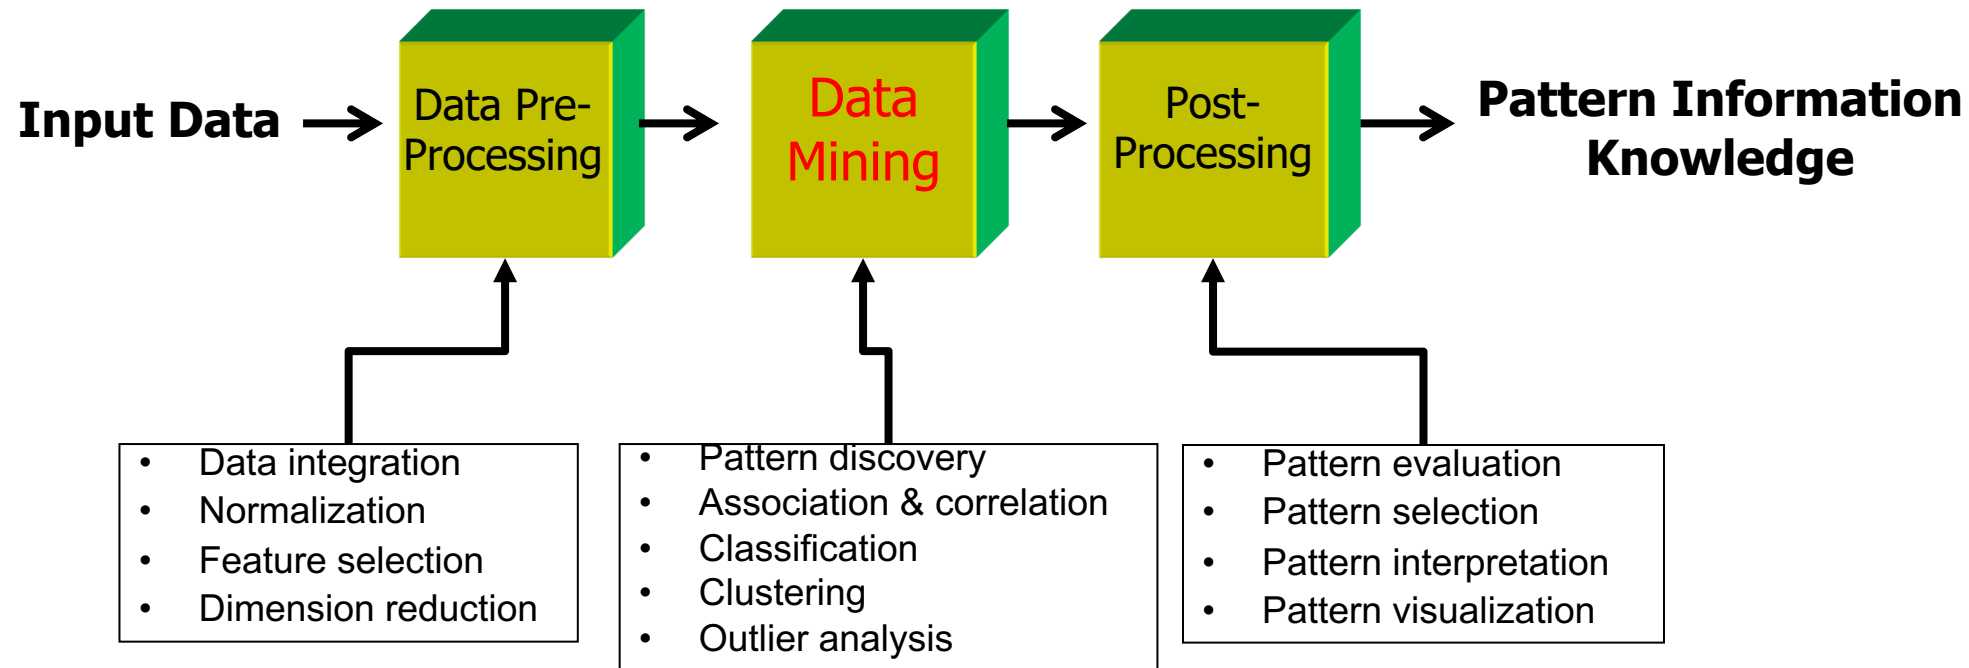 Input Data
Data Pre-
Processing
Data
Mining
Post-
Processing
Pattern Information
Knowledge
• Data integration
• Normalization
• Feature selection
• Dimension reduction
• Pattern discovery
• Association & correlation
• Classification
• Clustering
• Outlier analysis
• Pattern evaluation
• Pattern selection
• Pattern interpretation
• Pattern visualization